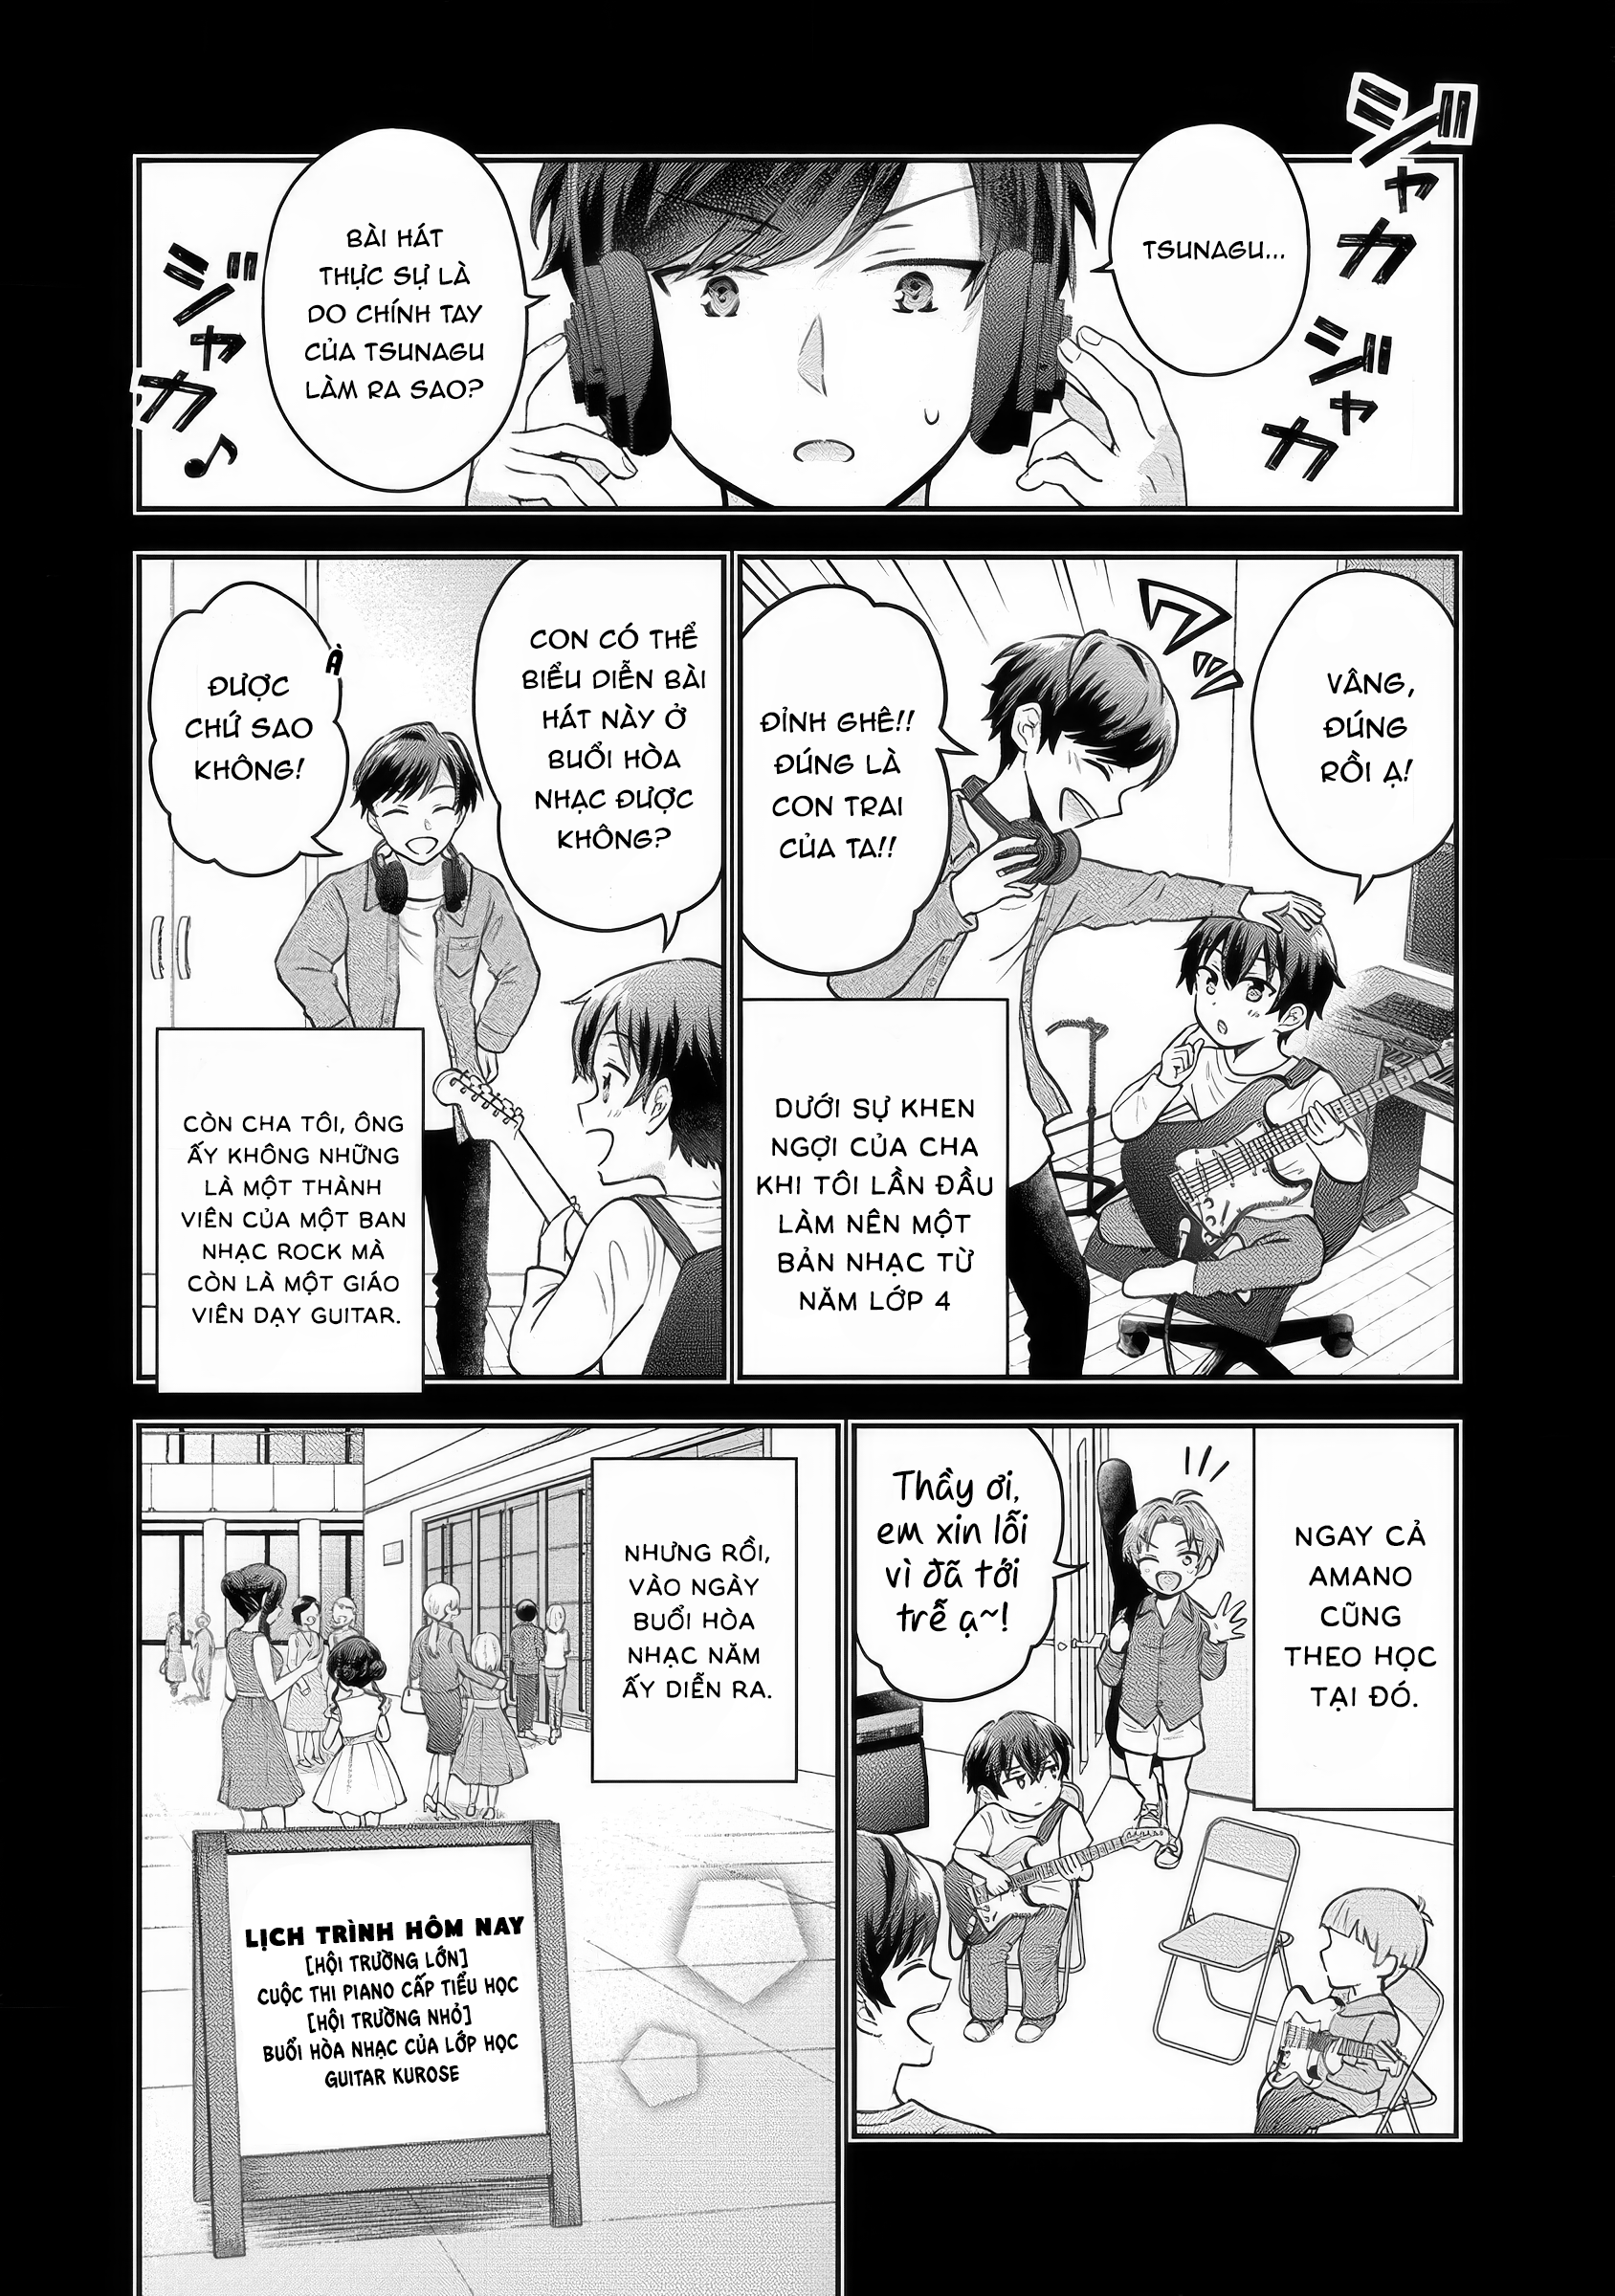 ジャカ
TSUNAGU...
ジャカ
BÀI HÁT
THỰC SỰ LÀ
DO CHÍNH TAY
CỦA TSUNAGU
LÀM RA SAO?
ジャカ♪
VÂNG,
ĐÚNG
RỒI Ạ!
ワッ
ĐỈNH GHÊ!!
ĐÚNG LÀ
CON TRAI
CỦA TA!!
DƯỚI SỰ KHEN
NGỢI CỦA CHA
KHI TÔI LẦN ĐẦU
LÀM NÊN MỘT
BẢN NHẠC TỪ
NĂM LỚP 4
CON CÓ THỂ
BIỂU DIỄN BÀI
HÁT NÀY Ở
BUỔI HÒA
NHẠC ĐƯỢC
KHÔNG?
À
ĐƯỢC
CHỨ SAO
KHÔNG!
CÒN CHA TÔI, ÔNG
ẤY KHÔNG NHỮNG
LÀ MỘT THÀNH
VIÊN CỦA MỘT BAN
NHẠC ROCK MÀ
CÒN LÀ MỘT GIÁO
VIÊN DẠY GUITAR.
NGAY CẢ
AMANO
CŨNG
THEO HỌC
TẠI ĐÓ.
Thầy ơi,
em xin lỗi
vì đã tới
trễ ạ~!
NHƯNG RỒI,
VÀO NGÀY
BUỔI HÒA
NHẠC NĂM
ẤY DIỄN RA.
LỊCH TRÌNH HÔM NAY
[HỘI TRƯỜNG LỚN]
CUỘC THI PIANO CẤP TIỂU HỌC
[HỘI TRƯỜNG NHỎ]
BUỔI HÒA NHẠC CỦA LỚP HỌC
GUITAR KUROSE